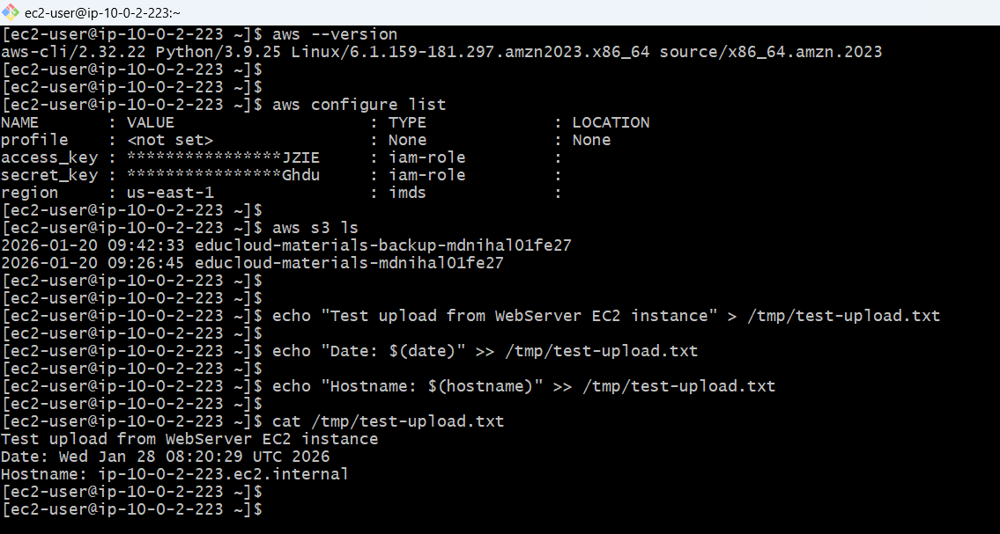 ec2-user@ip-10-0-2-223:~
[ec2-user@ip-10-0-2-223 ~]$ aws --version
aws-cli/2.32.22 Python/3.9.25 Linux/6.1.159-181.297.amzn2023.x86_64 source/x86_64.amzn.2023
[ec2-user@ip-10-0-2-223 ~]$
[ec2-user@ip-10-0-2-223 ~]$
[ec2-user@ip-10-0-2-223 ~]$ aws configure list
NAME       : VALUE                    : TYPE             : LOCATION
profile    : <not set>                : None             : None
access_key : ****************JZIE     : iam-role         :
secret_key : ****************Ghdu     : iam-role         :
region     : us-east-1                : imds             :
[ec2-user@ip-10-0-2-223 ~]$
[ec2-user@ip-10-0-2-223 ~]$ aws s3 ls
2026-01-20 09:42:33 educloud-materials-backup-mdnihal01fe27
2026-01-20 09:26:45 educloud-materials-mdnihal01fe27
[ec2-user@ip-10-0-2-223 ~]$
[ec2-user@ip-10-0-2-223 ~]$
[ec2-user@ip-10-0-2-223 ~]$ echo "Test upload from WebServer EC2 instance" > /tmp/test-upload.txt
[ec2-user@ip-10-0-2-223 ~]$
[ec2-user@ip-10-0-2-223 ~]$ echo "Date: $(date)" >> /tmp/test-upload.txt
[ec2-user@ip-10-0-2-223 ~]$
[ec2-user@ip-10-0-2-223 ~]$ echo "Hostname: $(hostname)" >> /tmp/test-upload.txt
[ec2-user@ip-10-0-2-223 ~]$
[ec2-user@ip-10-0-2-223 ~]$ cat /tmp/test-upload.txt
Test upload from WebServer EC2 instance
Date: Wed Jan 28 08:20:29 UTC 2026
Hostname: ip-10-0-2-223.ec2.internal
[ec2-user@ip-10-0-2-223 ~]$
[ec2-user@ip-10-0-2-223 ~]$